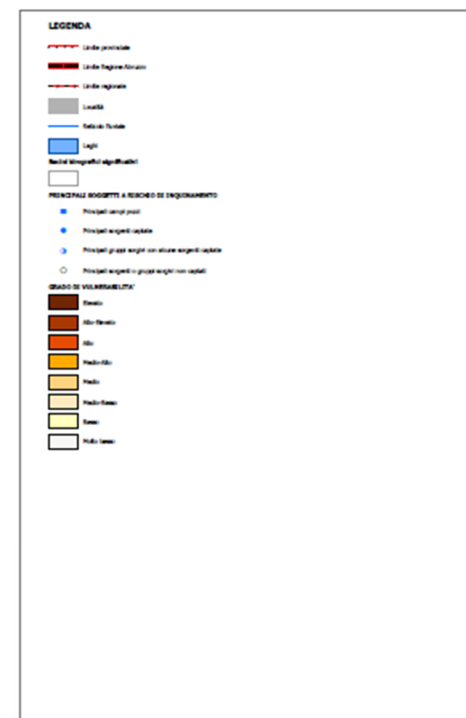 LEGENDA
Limite provinciale
Limite Regione Abruzzo
Limite regionale
Località
Reticolo fluviale
Laghi
Bacini idrografici significativi
PRINCIPALI SOGGETTI A RISCHIO DI INQUINAMENTO
Principali campi pozzi
Principali sorgenti captate
Principali gruppi sorgivi con alcune sorgenti captate
Principali sorgenti o gruppi sorgivi non captati
GRADO DI VULNERABILITA'
Elevato
Alto-Elevato
Alto
Medio-Alto
Medio
Medio-Basso
Basso
Molto basso